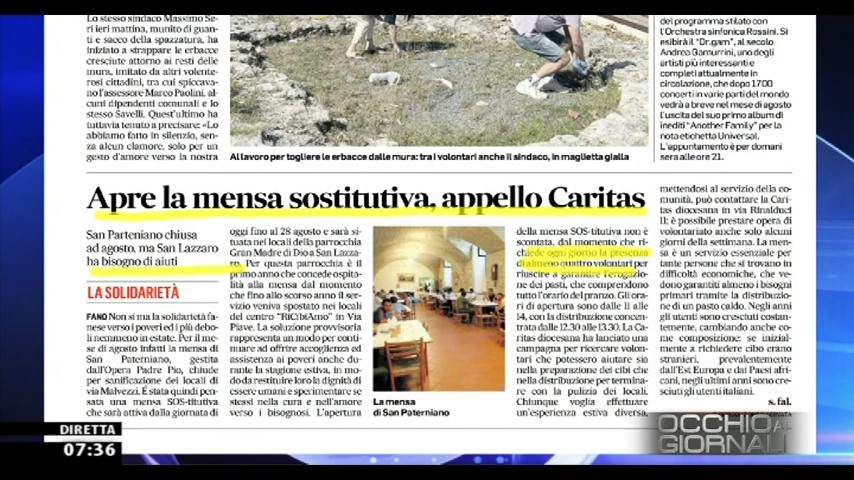 Lo stesso sindaco Massimo Se-
ri ieri mattina, munito di guan-
ti e sacco della spazzatura, ha
iniziato a strappare le erbacce
cresciute attorno ai resti delle
mura, imitato da altri volente-
rosi cittadini, tra cui spiccava-
no l'assessore Marco Paolini, al-
cuni dipendenti comunali e lo
stesso Savelli. Quest'ultimo ha
tuttavia tenuto a precisare: «Lo
abbiamo fatto in silenzio, sen-
za alcun clamore, solo per un
gesto d'amore verso la nostra
Al lavoro per togliere le erbacce dalle mura: tra i volontari anche il sindaco, in maglietta gialla
del programma stilato con
l'Orchestra sinfonica Rossini. Si
esibirà il "Dr.gam", al secolo
Andrea Gamurrini, uno degli
artisti più interessanti e
completi attualmente in
circolazione, che dopo 1700
concerti in varie parti del mondo
vedrà a breve nel mese di agosto
l'uscita del suo primo album di
inediti "Another Family" per la
nota etichetta Universal.
L'appuntamento è per domani
sera alle ore 21.
Apre la mensa sostitutiva, appello Caritas
San Parteniano chiusa
ad agosto, ma San Lazzaro
ha bisogno di aiuti
LA SOLIDARIETÀ
FANO Non si ma la solidarietà fa-
nese verso i poveri ed i più debo-
li nemmeno in estate. Per il me-
se di agosto infatti la mensa di
San Paterniano, gestita
dall'Opera Padre Pio, chiude
per sanificazione dei locali di
via Malvezzi. È stata quindi pen-
sata una mensa SOS-titutiva
che sarà attiva dalla giornata di
oggi fino al 28 agosto e sarà si-
tuata nei locali della parrocchia
Gran Madre di Dio a San Lazza-
ro. Per questa parrocchia è il
primo anno che concede ospita-
lità alla mensa dal momento
che fino allo scorso anno il ser-
vizio veniva spostato nei locali
del centro "RiCibiAmo" in Via
Piave. La soluzione provvisoria
rappresenta un modo per conti-
nuare ad offrire accoglienza ed
assistenza ai poveri anche du-
rante la stagione estiva, in mo-
do da restituire loro la dignità di
essere umani e sperimentare se
stessi nella cura e nell'amore
verso i bisognosi. L'apertura
La mensa
di San Paterniano
della mensa SOS-titutiva non è
scontata, dal momento che ri-
chiede ogni giorno la presenza
di almeno quattro volontari per
riuscire a garantire l'erogazio-
ne dei pasti, che comprendono
tutto l'orario del pranzo. Gli ora-
ri di apertura sono dalle 11 alle
14, con la distribuzione concen-
trata dalle 12.30 alle 13.30. La Ca-
ritas diocesana ha lanciato una
campagna per ricercare volon-
tari che potessero aiutare sia
nella preparazione dei cibi che
nella distribuzione per termina-
re con la pulizia dei locali.
Chiunque voglia effettuare
un'esperienza estiva diversa,
mettendosi al servizio della co-
munità, può contattare la Cari-
tas diocesana in via Rinalducci
11; è possibile prestare opera di
volontariato anche solo alcuni
giorni della settimana. La men-
sa è un servizio essenziale per
tante persone che si trovano in
difficoltà economiche, che ve-
dono garantiti almeno i bisogni
primari tramite la distribuzio-
ne di un pasto caldo. Negli anni
gli utenti sono cresciuti costan-
temente, cambiando anche co-
me composizione: se inizial-
mente a richiedere cibo erano
stranieri, prevalentemente
dall'Est Europa e dai Paesi afri-
cani, negli ultimi anni sono cre-
sciuti gli utenti italiani.
s. fal.
DIRETTA
07:36
OCCHIO AI
GIORNALI